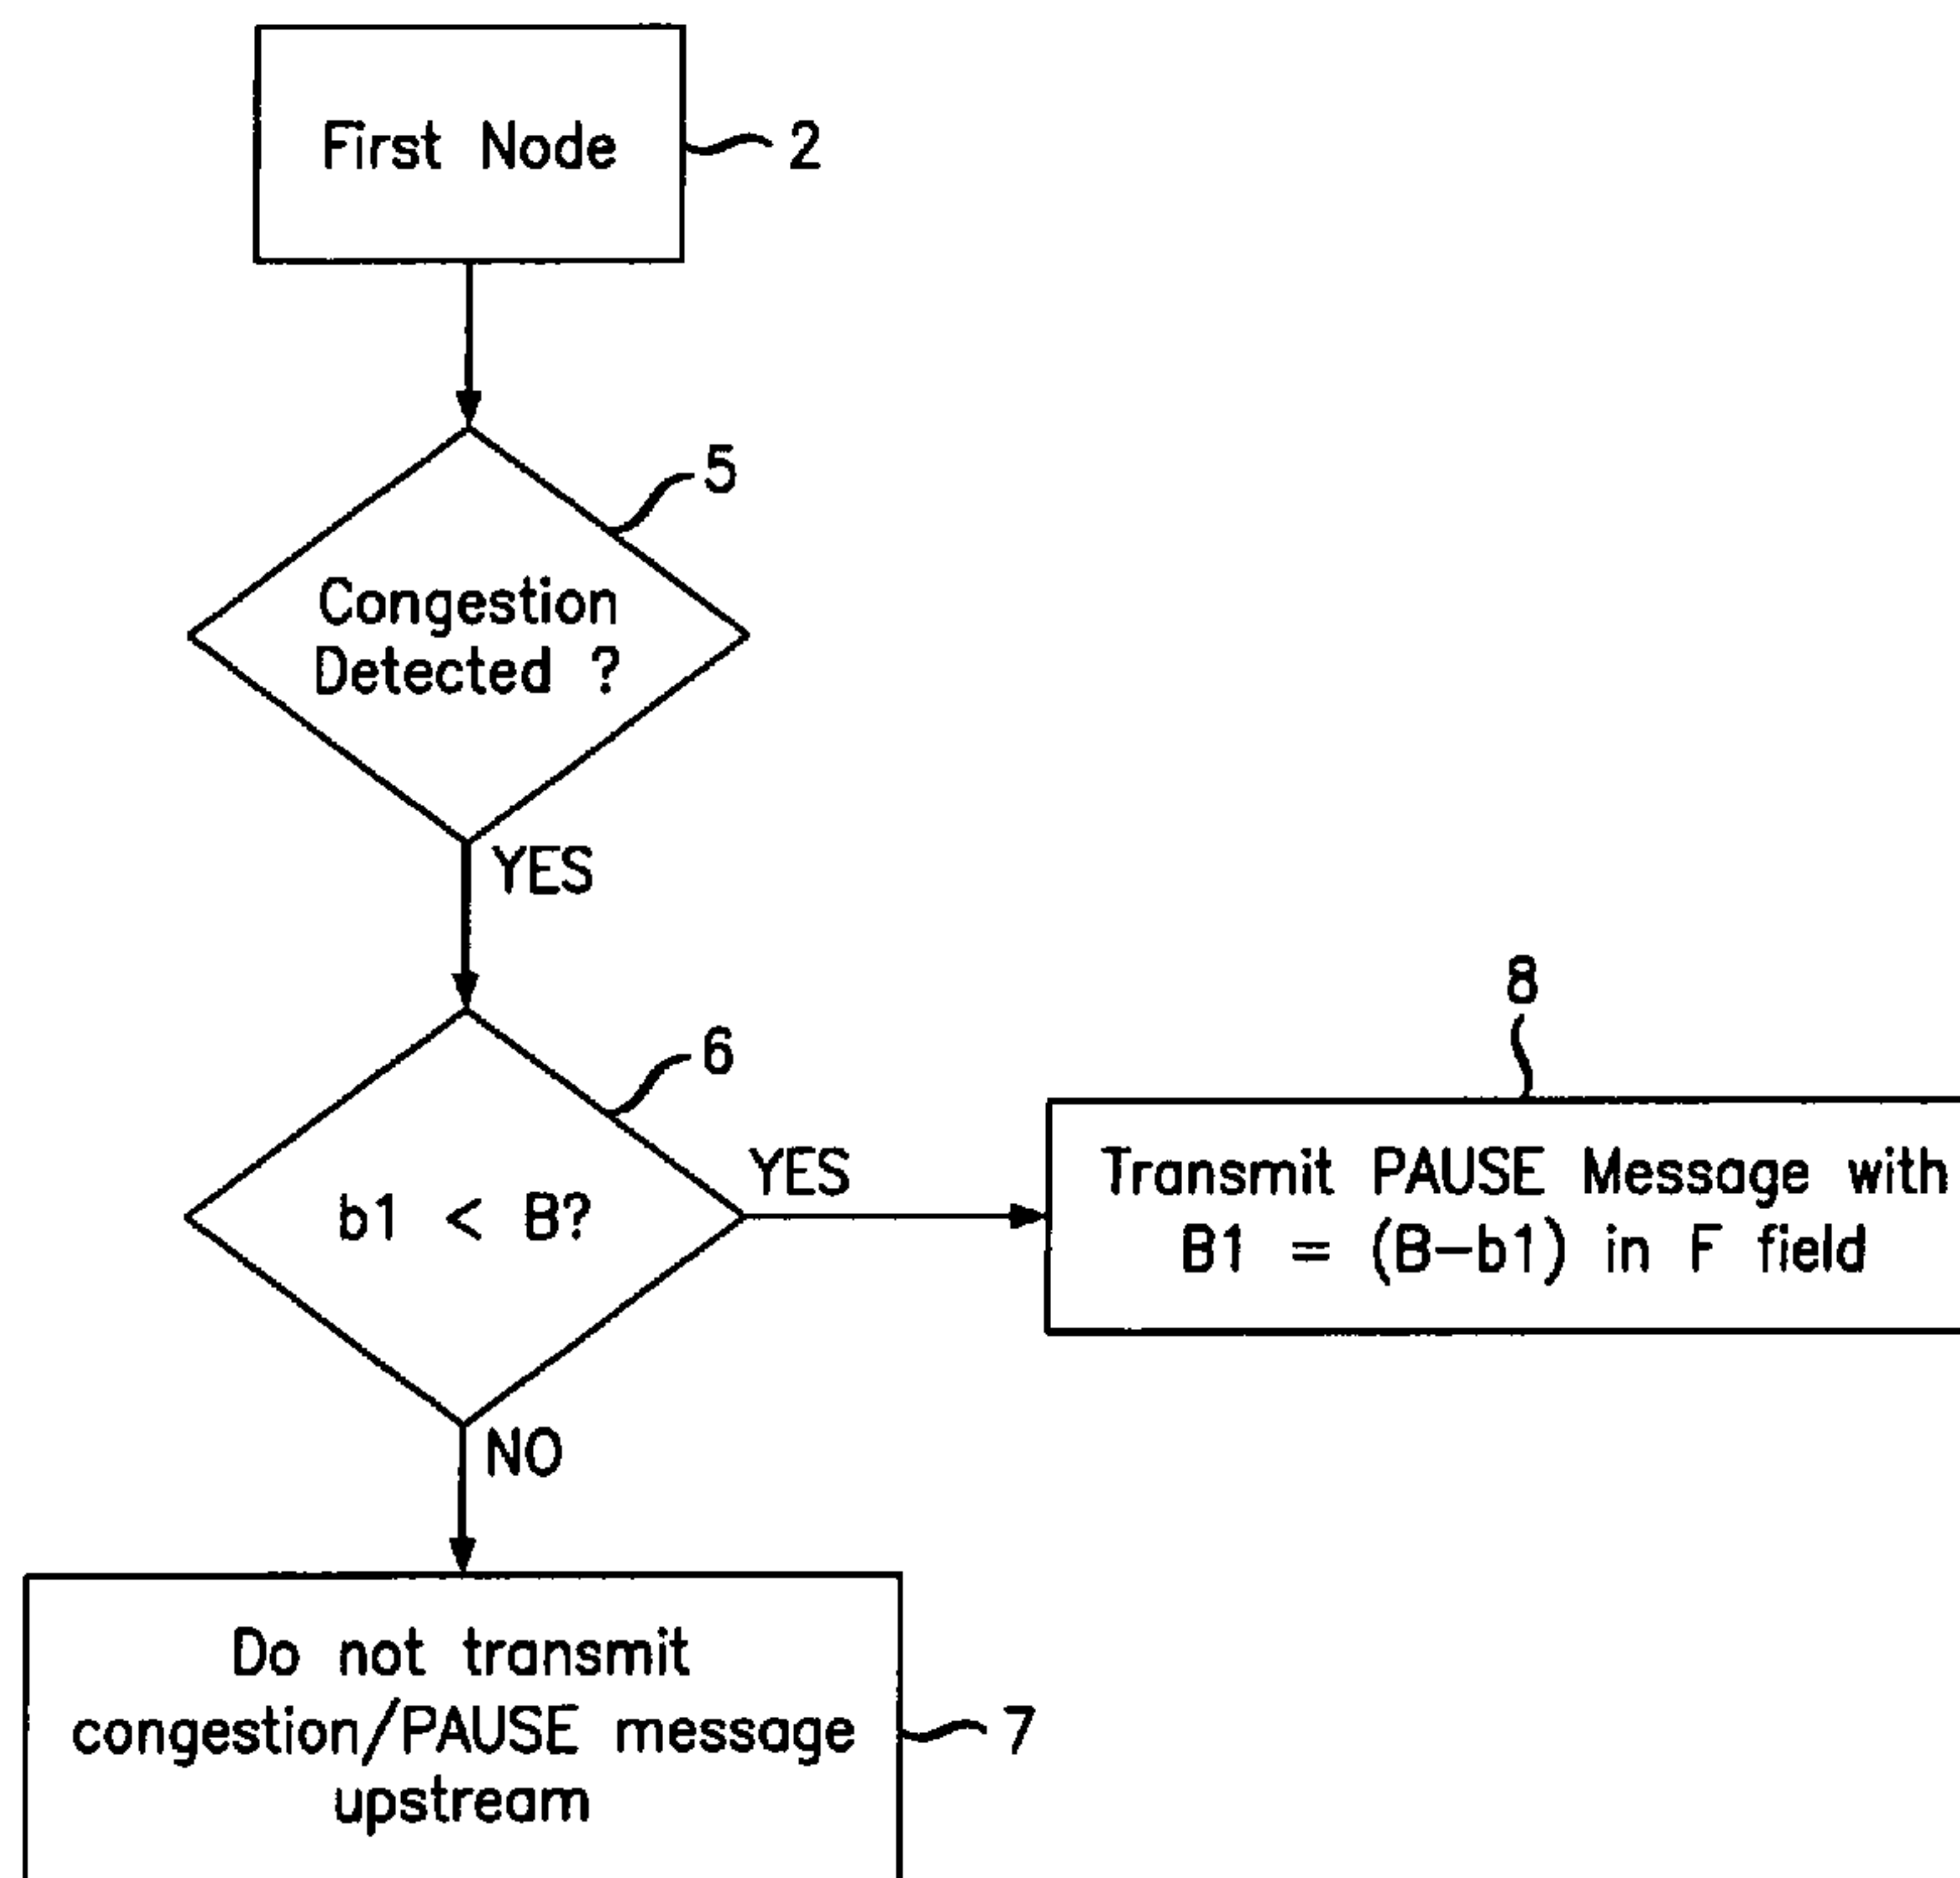 First Node
2
5
Congestion
Detected ?
YES
6
b1 < B?
YES
8
Transmit PAUSE Message with
B1 = (B-b1) in F field
NO
Do not transmit
congestion/PAUSE message
upstream
7